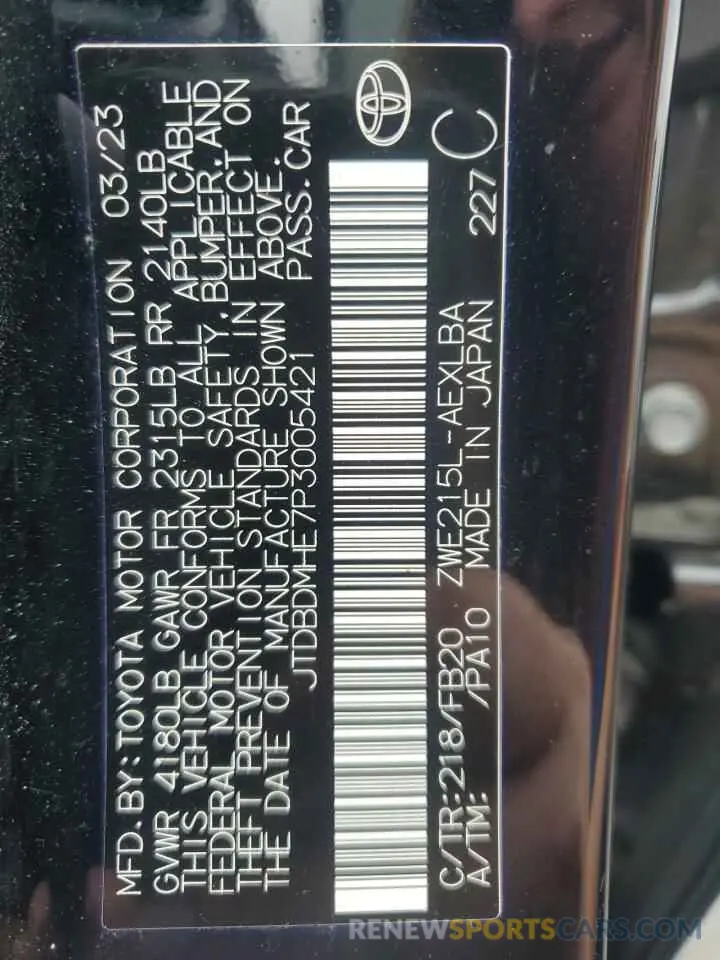 MFD.BY:TOYOTA MOTOR CORPORATION 03/23
GVWR 4180LB GAWR FR 2315LB RR 2140LB
THIS VEHICLE CONFORMS TO ALL APPLICABLE
FEDERAL MOTOR VEHICLE SAFETY,BUMPER,AND
THEFT PREVENTION STANDARDS IN EFFECT ON
THE DATE OF MANUFACTURE SHOWN ABOVE.
JTDBDMHE7P3005421 PASS.CAR
C/TR:218/FB20 ZWE215L-AEXLBA 227
A/TM: /PA10 MADE IN JAPAN
C
RENEWSPORTSCARS.COM